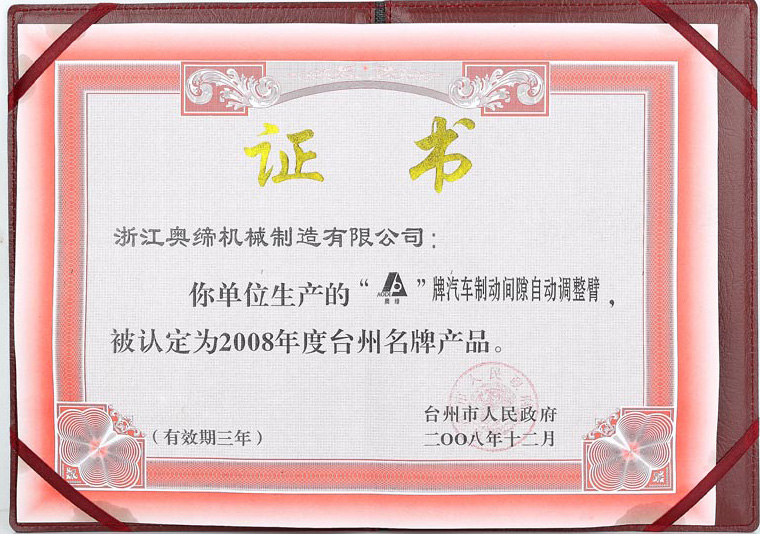 证 书
浙江奥缔机械制造有限公司：
你单位生产的“AODI 奥缔”牌汽车制动间隙自动调整臂，
被认定为2008年度台州名牌产品。
台州市人民政府
（有效期三年）
二〇〇八年十二月